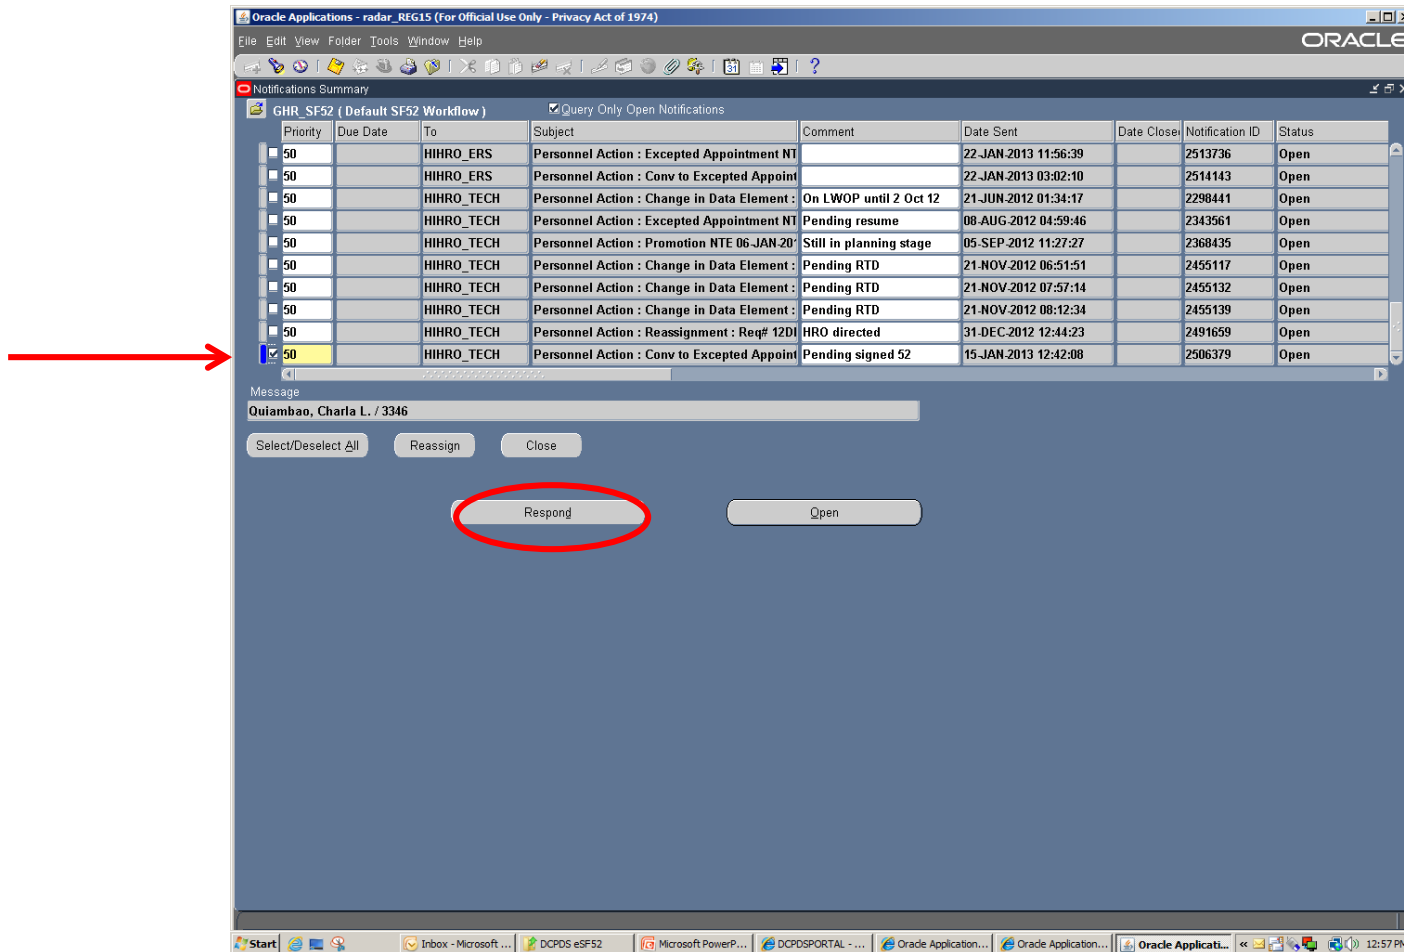 Oracle Applications - radar_REG15 (For Official Use Only - Privacy Act of 1974)
File Edit View Folder Tools Window Help
ORACLE
Notifications Summary
GHR_SF52 ( Default SF52 Workflow )
Query Only Open Notifications
Priority Due Date To Subject Comment Date Sent Date Close Notification ID Status
50 HIHRO_ERS Personnel Action : Excepted Appointment NT 22-JAN-2013 11:56:39 2513736 Open
50 HIHRO_ERS Personnel Action : Conv to Excepted Appoint 22-JAN-2013 03:02:10 2514143 Open
50 HIHRO_TECH Personnel Action : Change in Data Element : On LWOP until 2 Oct 12 21-JUN-2012 01:34:17 2298441 Open
50 HIHRO_TECH Personnel Action : Excepted Appointment NT Pending resume 08-AUG-2012 04:59:46 2343561 Open
50 HIHRO_TECH Personnel Action : Promotion NTE 06-JAN-20 Still in planning stage 05-SEP-2012 11:27:27 2368435 Open
50 HIHRO_TECH Personnel Action : Change in Data Element : Pending RTD 21-NOV-2012 06:51:51 2455117 Open
50 HIHRO_TECH Personnel Action : Change in Data Element : Pending RTD 21-NOV-2012 07:57:14 2455132 Open
50 HIHRO_TECH Personnel Action : Change in Data Element : Pending RTD 21-NOV-2012 08:12:34 2455139 Open
50 HIHRO_TECH Personnel Action : Reassignment : Req# 12DI HRO directed 31-DEC-2012 12:44:23 2491659 Open
50 HIHRO_TECH Personnel Action : Conv to Excepted Appoint Pending signed 52 15-JAN-2013 12:42:08 2506379 Open
Message
Quiambao, Charla L. / 3346
Select/Deselect All Reassign Close
Respond Open
Start Inbox - Microsoft ... DCPDS eSF52 Microsoft PowerP... DCPDSPORTAL - ... Oracle Application... Oracle Application... Oracle Applicati... « 12:57 PM